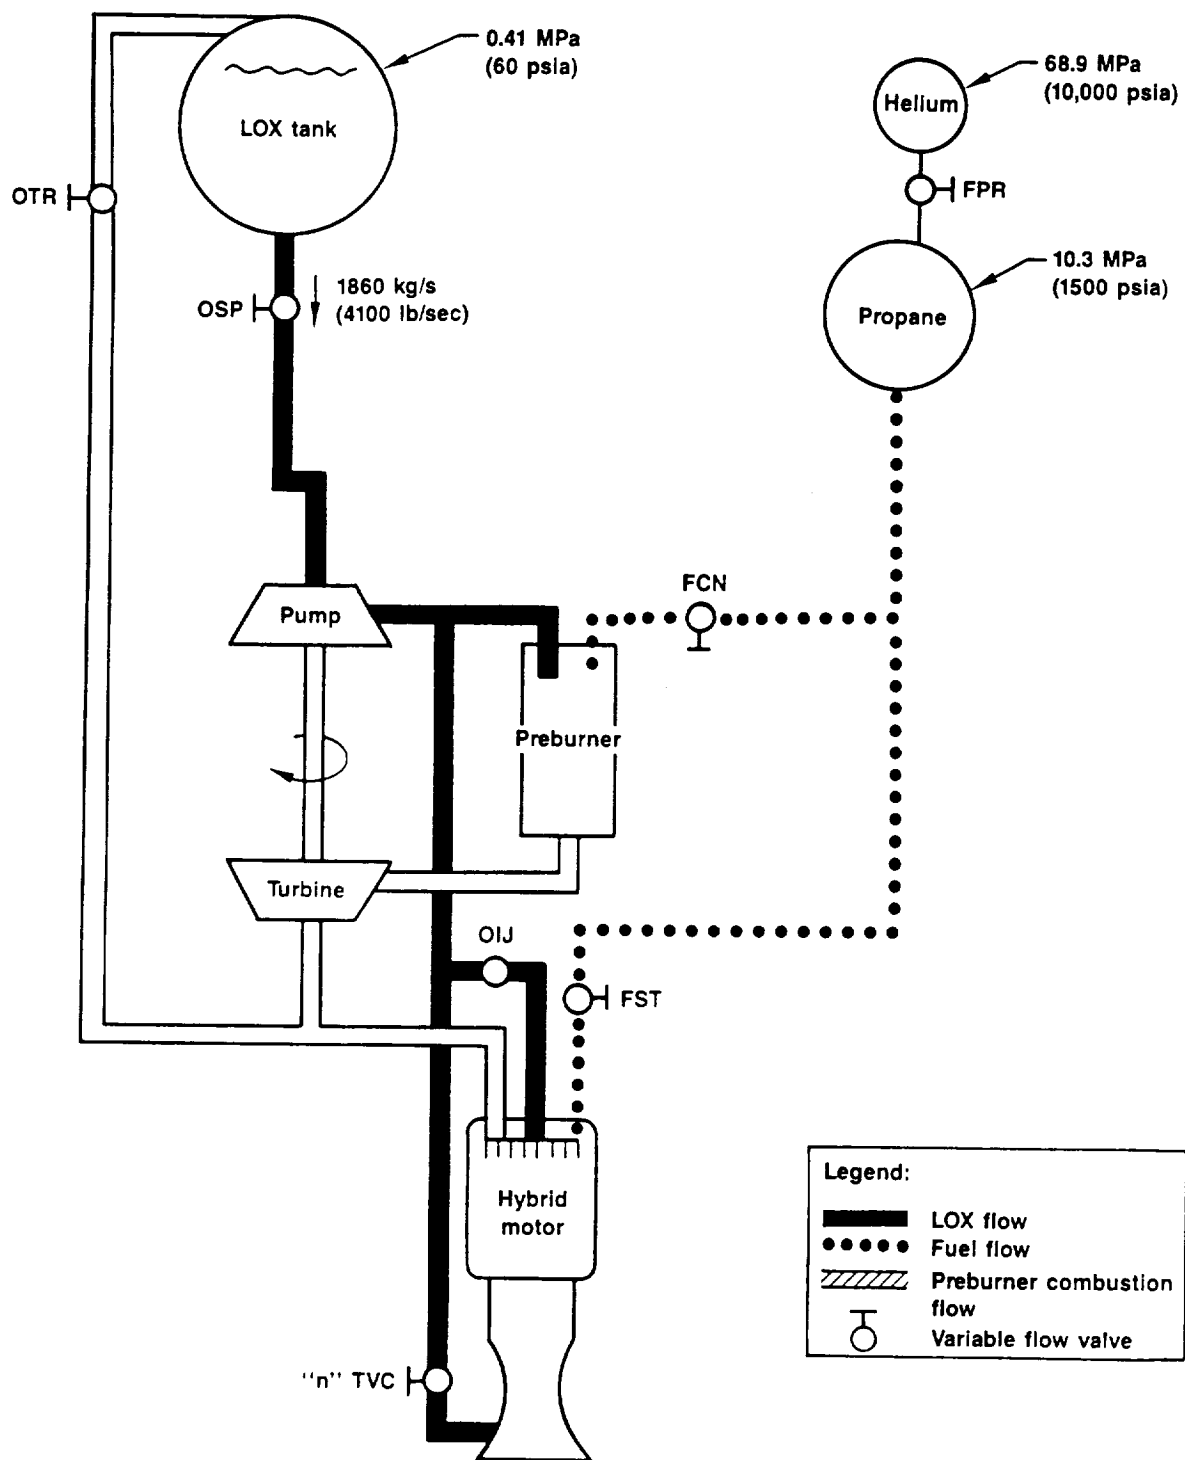 0.41 MPa
(60 psia)
LOX tank
68.9 MPa
(10,000 psia)
Helium
OTR
FPR
10.3 MPa
(1500 psia)
1860 kg/s
(4100 lb/sec)
OSP
Propane
FCN
Pump
Preburner
Turbine
OIJ
FST
Hybrid
motor
"n" TVC
Legend:
LOX flow
Fuel flow
Preburner combustion
flow
Variable flow valve